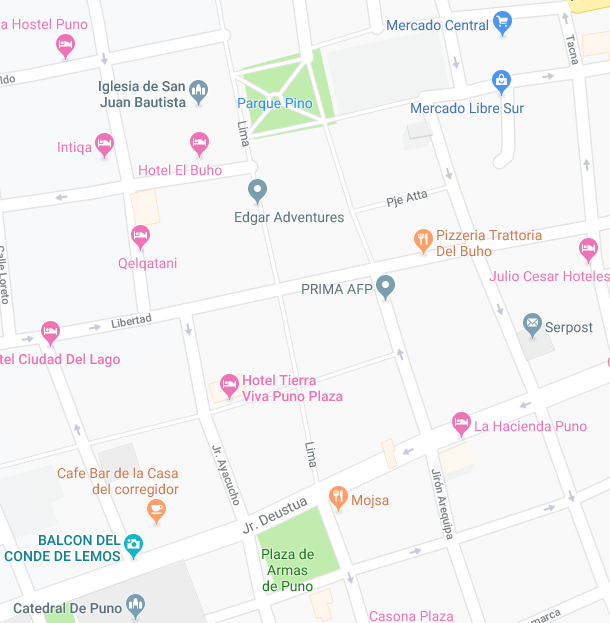 a Hostel Puno
Mercado Central
Tacna
ldo
Iglesia de San
Juan Bautista
Parque Pino
Mercado Libre Sur
Lima
Intiqa
Hotel El Buho
Pje Atta
Edgar Adventures
Pizzeria Trattoria
Del Buho
Calle Loreto
Qelqatani
Julio Cesar Hoteles
PRIMA AFP
Libertad
Serpost
tel Ciudad Del Lago
Hotel Tierra
Viva Puno Plaza
La Hacienda Puno
Lima
Jr. Ayacucho
Cafe Bar de la Casa
del corregidor
Jirón Arequipa
Mojsa
Jr. Deustua
BALCON DEL
CONDE DE LEMOS
Plaza de
Armas
de Puno
Catedral De Puno
Casona Plaza
marca